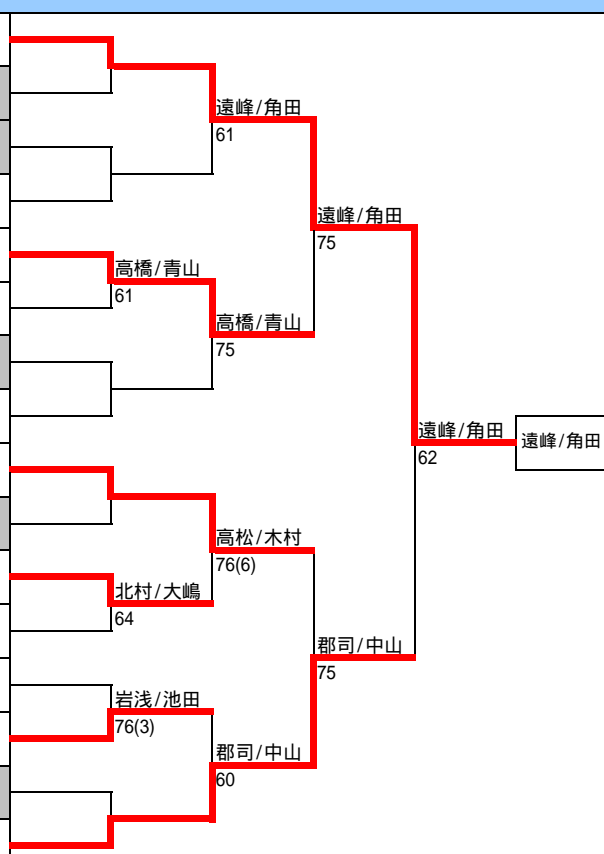 遠峰/角田
61
遠峰/角田
75
高橋/青山
61
高橋/青山
75
遠峰/角田
62
遠峰/角田
高松/木村
76(6)
北村/大嶋
64
郡司/中山
75
岩浅/池田
76(3)
郡司/中山
60